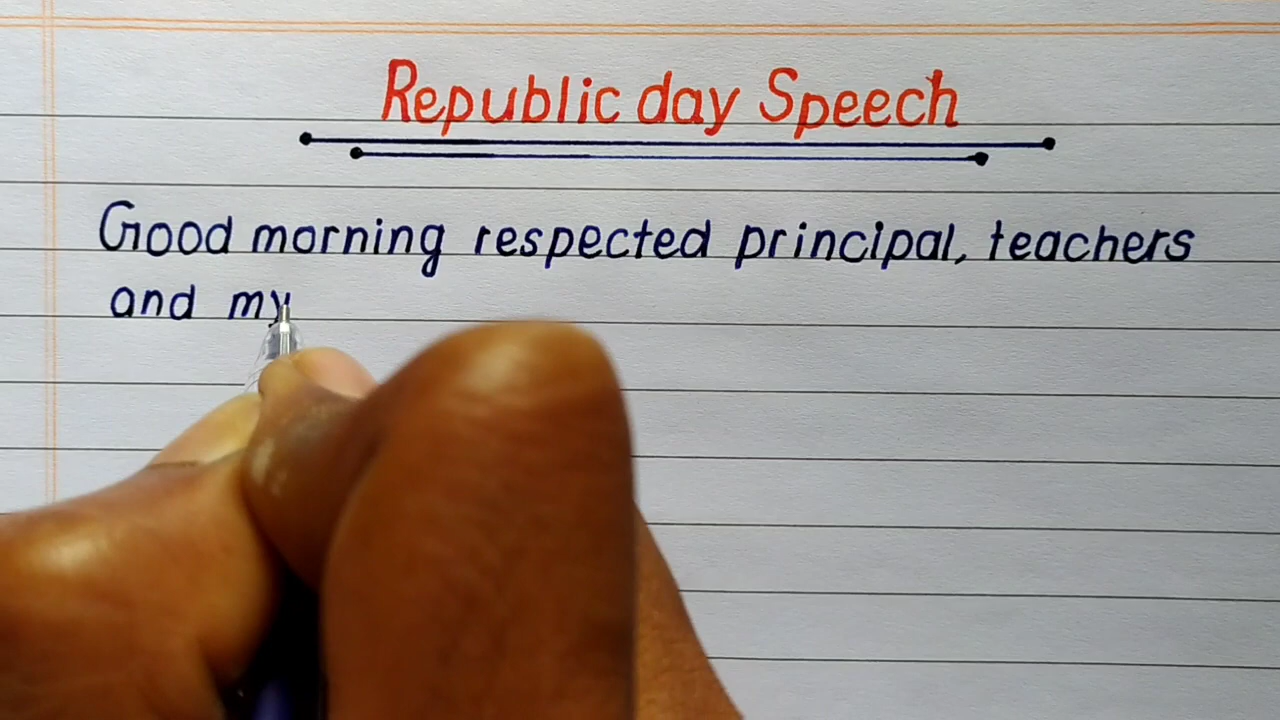 Republic day Speech
Good morning respected principal, teachers
and my